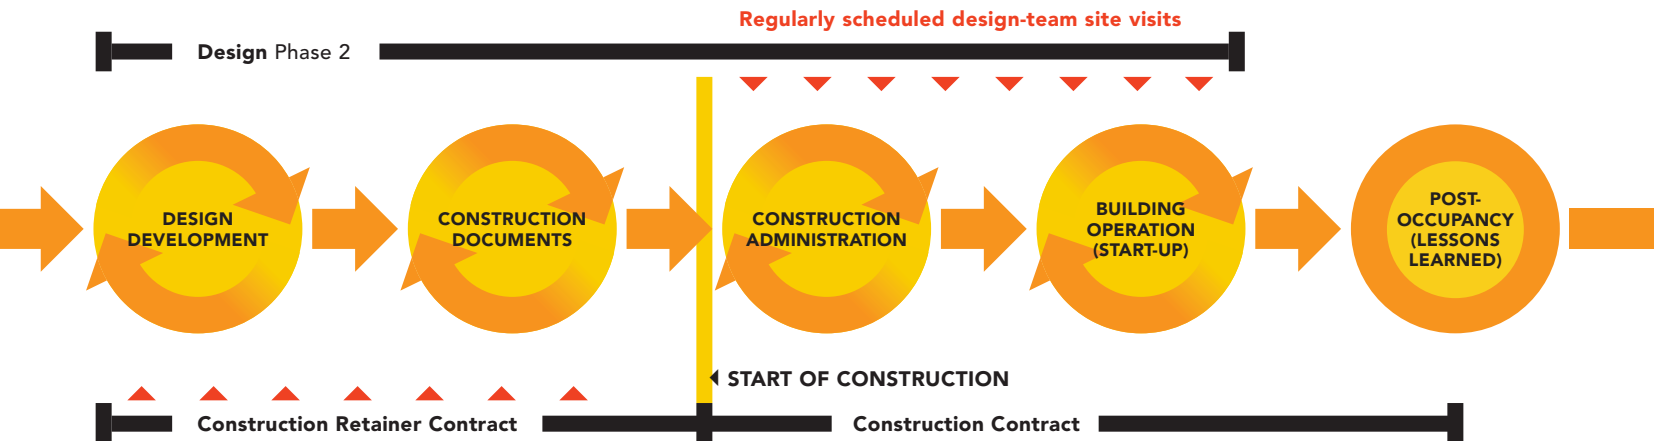 Regularly scheduled design-team site visits
Design Phase 2
DESIGN
DEVELOPMENT
CONSTRUCTION
DOCUMENTS
CONSTRUCTION
ADMINISTRATION
BUILDING
OPERATION
(START-UP)
POST-
OCCUPANCY
(LESSONS
LEARNED)
START OF CONSTRUCTION
Construction Retainer Contract
Construction Contract